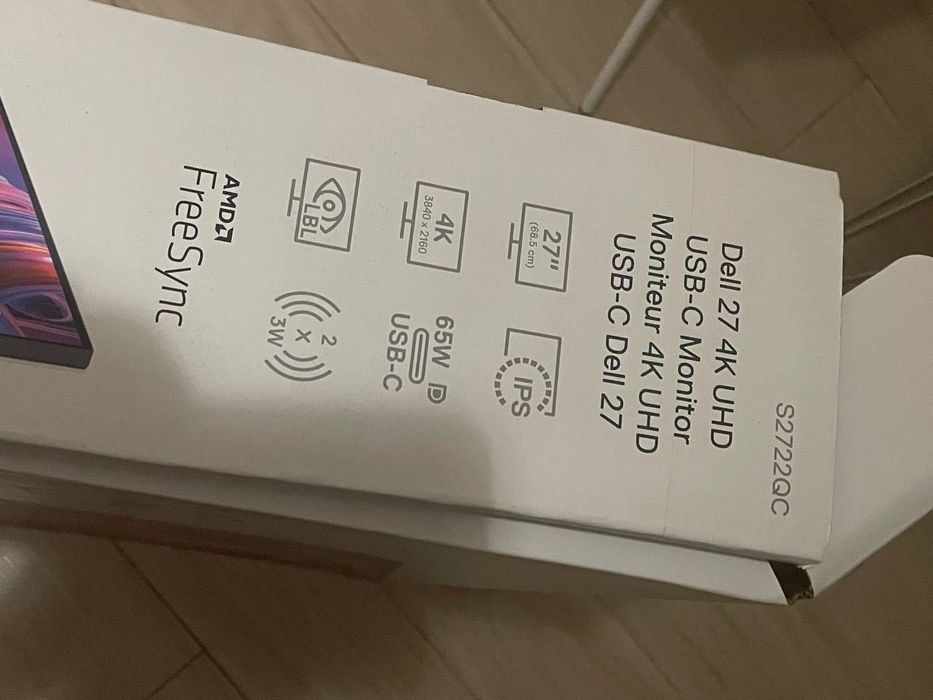 S2722QC
Dell 27 4K UHD
USB-C Monitor
Moniteur 4K UHD
USB-C Dell 27
27"
(68.5 cm)
IPS
4K
3840 x 2160
65W
USB-C
LBL
2
x
3W
AMD
FreeSync